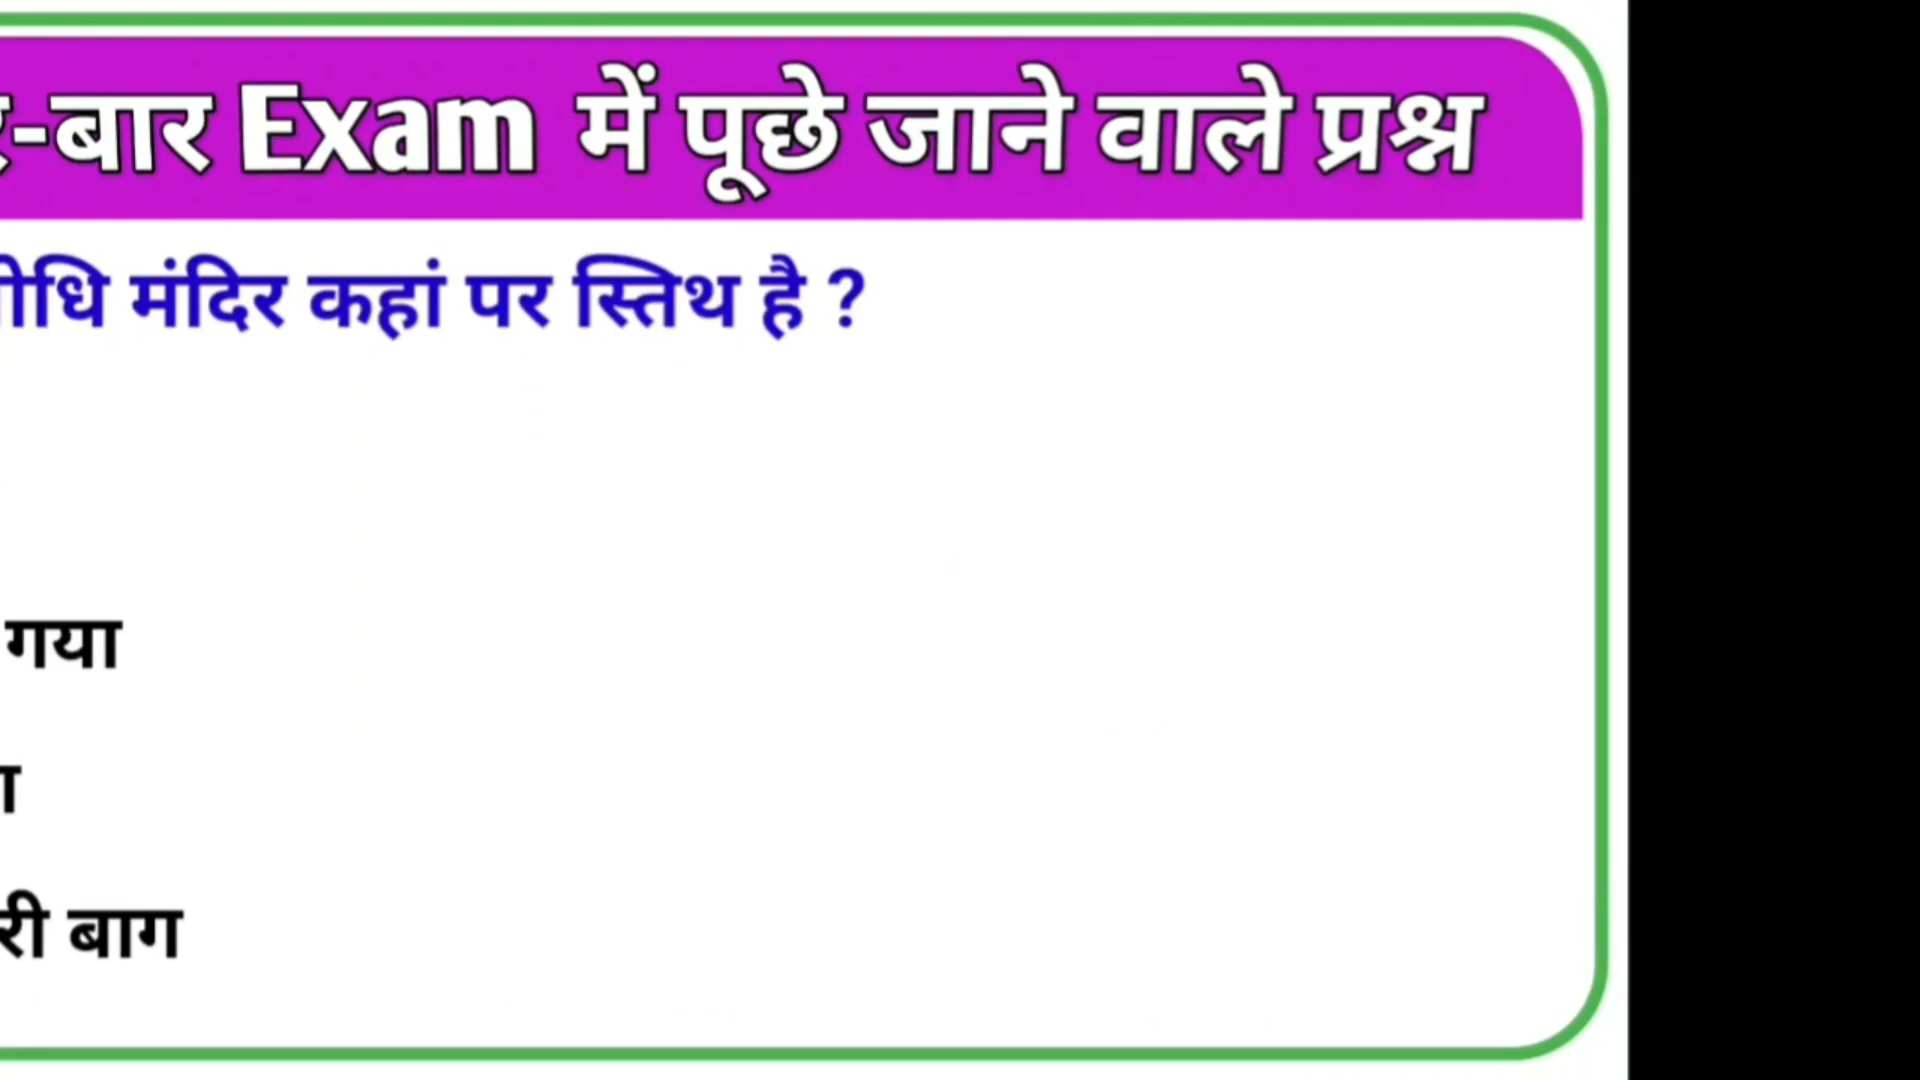 -बार Exam में पूछे जाने वाले प्रश्न
मंदिर कहां पर स्तिथ है ?
गया
बाग